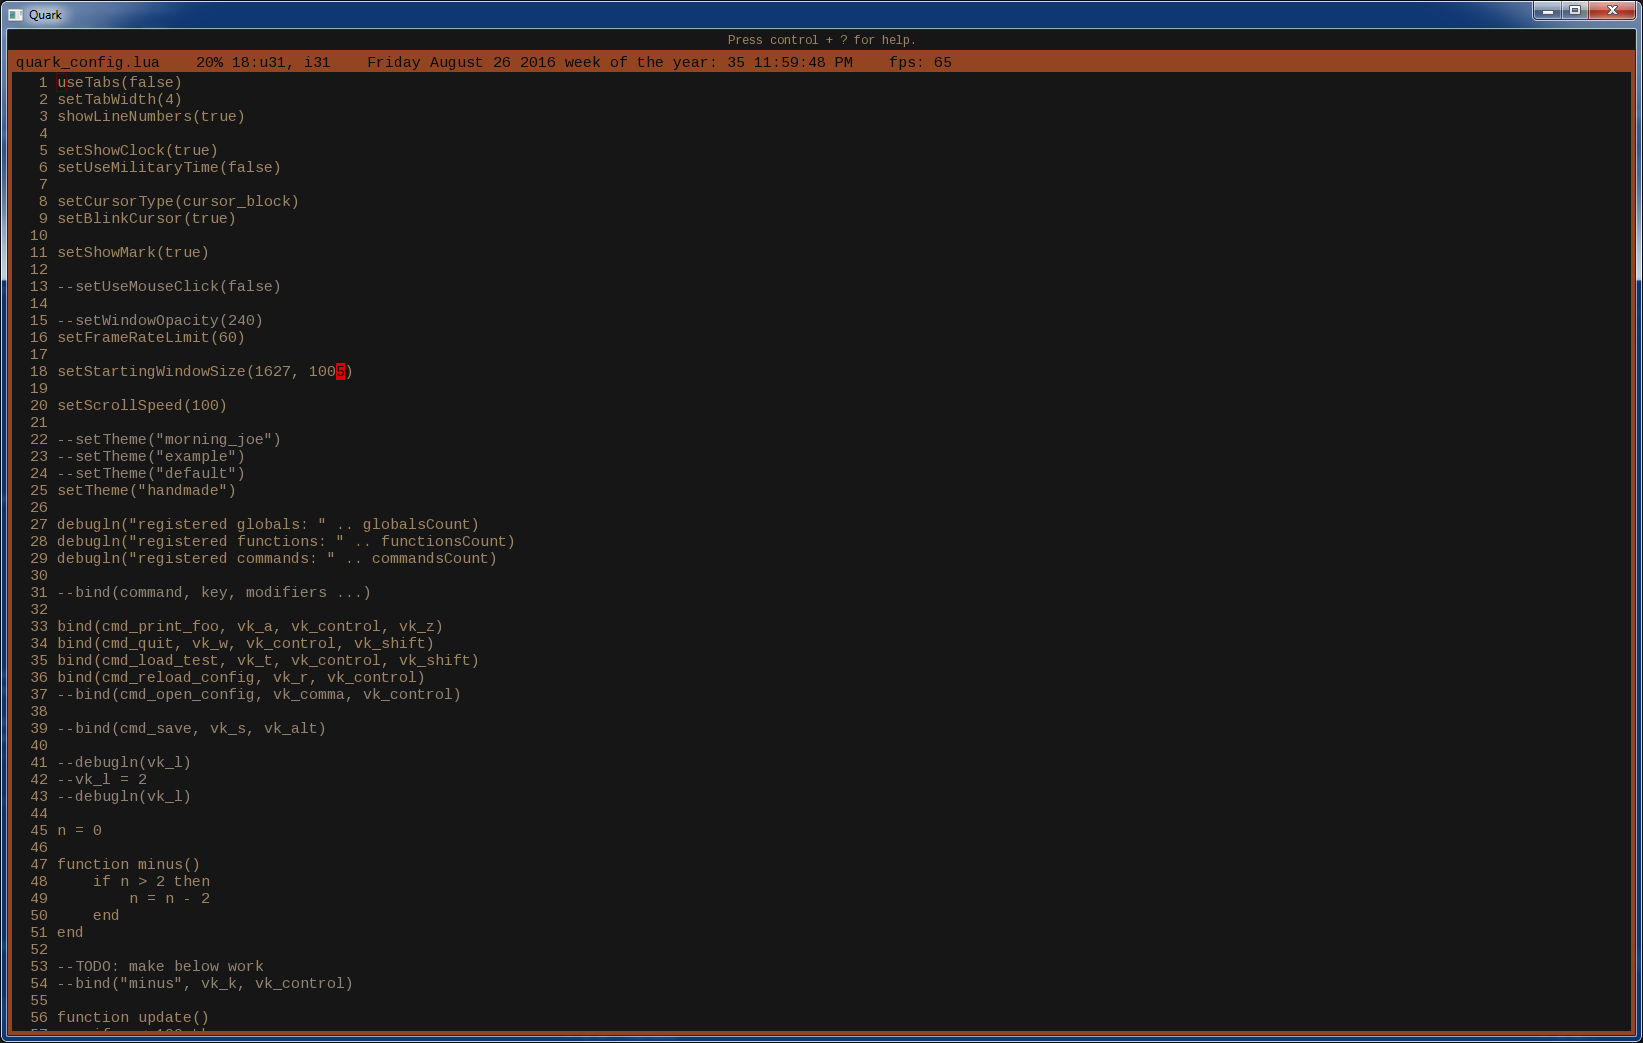 Quark
Press control + ? for help.
quark_config.lua    20% 18:u31, i31    Friday August 26 2016 week of the year: 35 11:59:48 PM    fps: 65
1 useTabs(false)
2 setTabWidth(4)
3 showLineNumbers(true)
4
5 setShowClock(true)
6 setUseMilitaryTime(false)
7
8 setCursorType(cursor_block)
9 setBlinkCursor(true)
10
11 setShowMark(true)
12
13 --setUseMouseClick(false)
14
15 --setWindowOpacity(240)
16 setFrameRateLimit(60)
17
18 setStartingWindowSize(1627, 1005)
19
20 setScrollSpeed(100)
21
22 --setTheme("morning_joe")
23 --setTheme("example")
24 --setTheme("default")
25 setTheme("handmade")
26
27 debugln("registered globals: " .. globalsCount)
28 debugln("registered functions: " .. functionsCount)
29 debugln("registered commands: " .. commandsCount)
30
31 --bind(command, key, modifiers ...)
32
33 bind(cmd_print_foo, vk_a, vk_control, vk_z)
34 bind(cmd_quit, vk_w, vk_control, vk_shift)
35 bind(cmd_load_test, vk_t, vk_control, vk_shift)
36 bind(cmd_reload_config, vk_r, vk_control)
37 --bind(cmd_open_config, vk_comma, vk_control)
38
39 --bind(cmd_save, vk_s, vk_alt)
40
41 --debugln(vk_l)
42 --vk_l = 2
43 --debugln(vk_l)
44
45 n = 0
46
47 function minus()
48     if n > 2 then
49         n = n - 2
50     end
51 end
52
53 --TODO: make below work
54 --bind("minus", vk_k, vk_control)
55
56 function update()